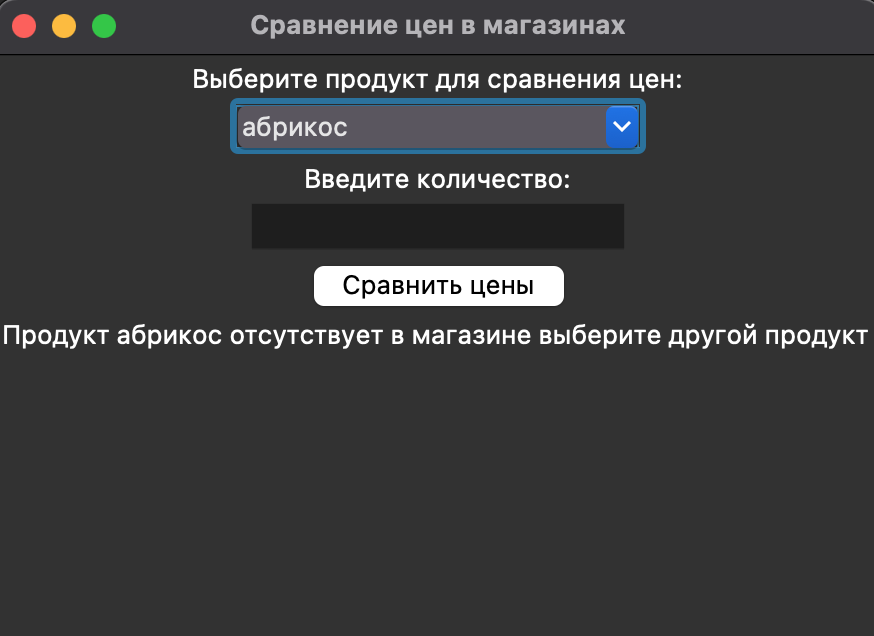 Сравнение цен в магазинах
Выберите продукт для сравнения цен:
абрикос
Введите количество:
Сравнить цены
Продукт абрикос отсутствует в магазине выберите другой продукт